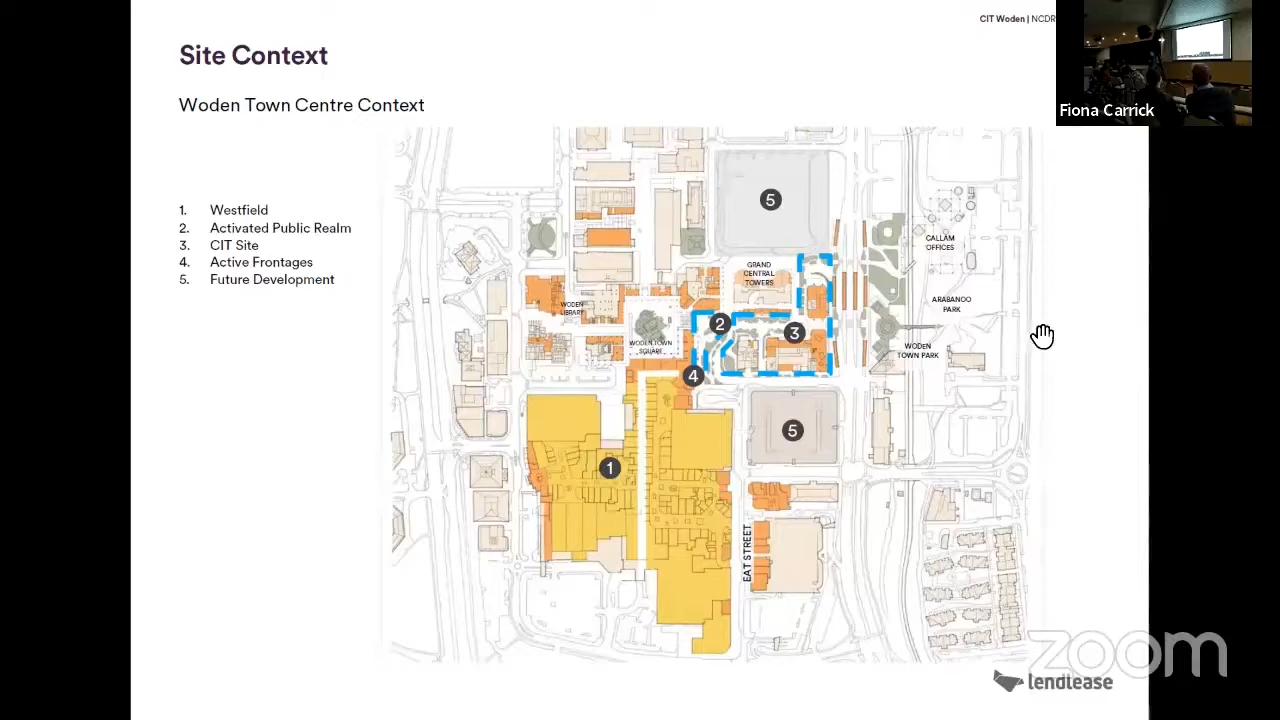 CIT Woden | NCDR
Site Context
Woden Town Centre Context
Fiona Carrick
1. Westfield
2. Activated Public Realm
3. CIT Site
4. Active Frontages
5. Future Development
5
CALLAM
OFFICES
GRAND
CENTRAL
TOWERS
ARABANOO
PARK
WODEN
LIBRARY
2
3
WODEN TOWN
SQUARE
WODEN
TOWN PARK
4
5
1
EAT STREET
zoom
lendlease